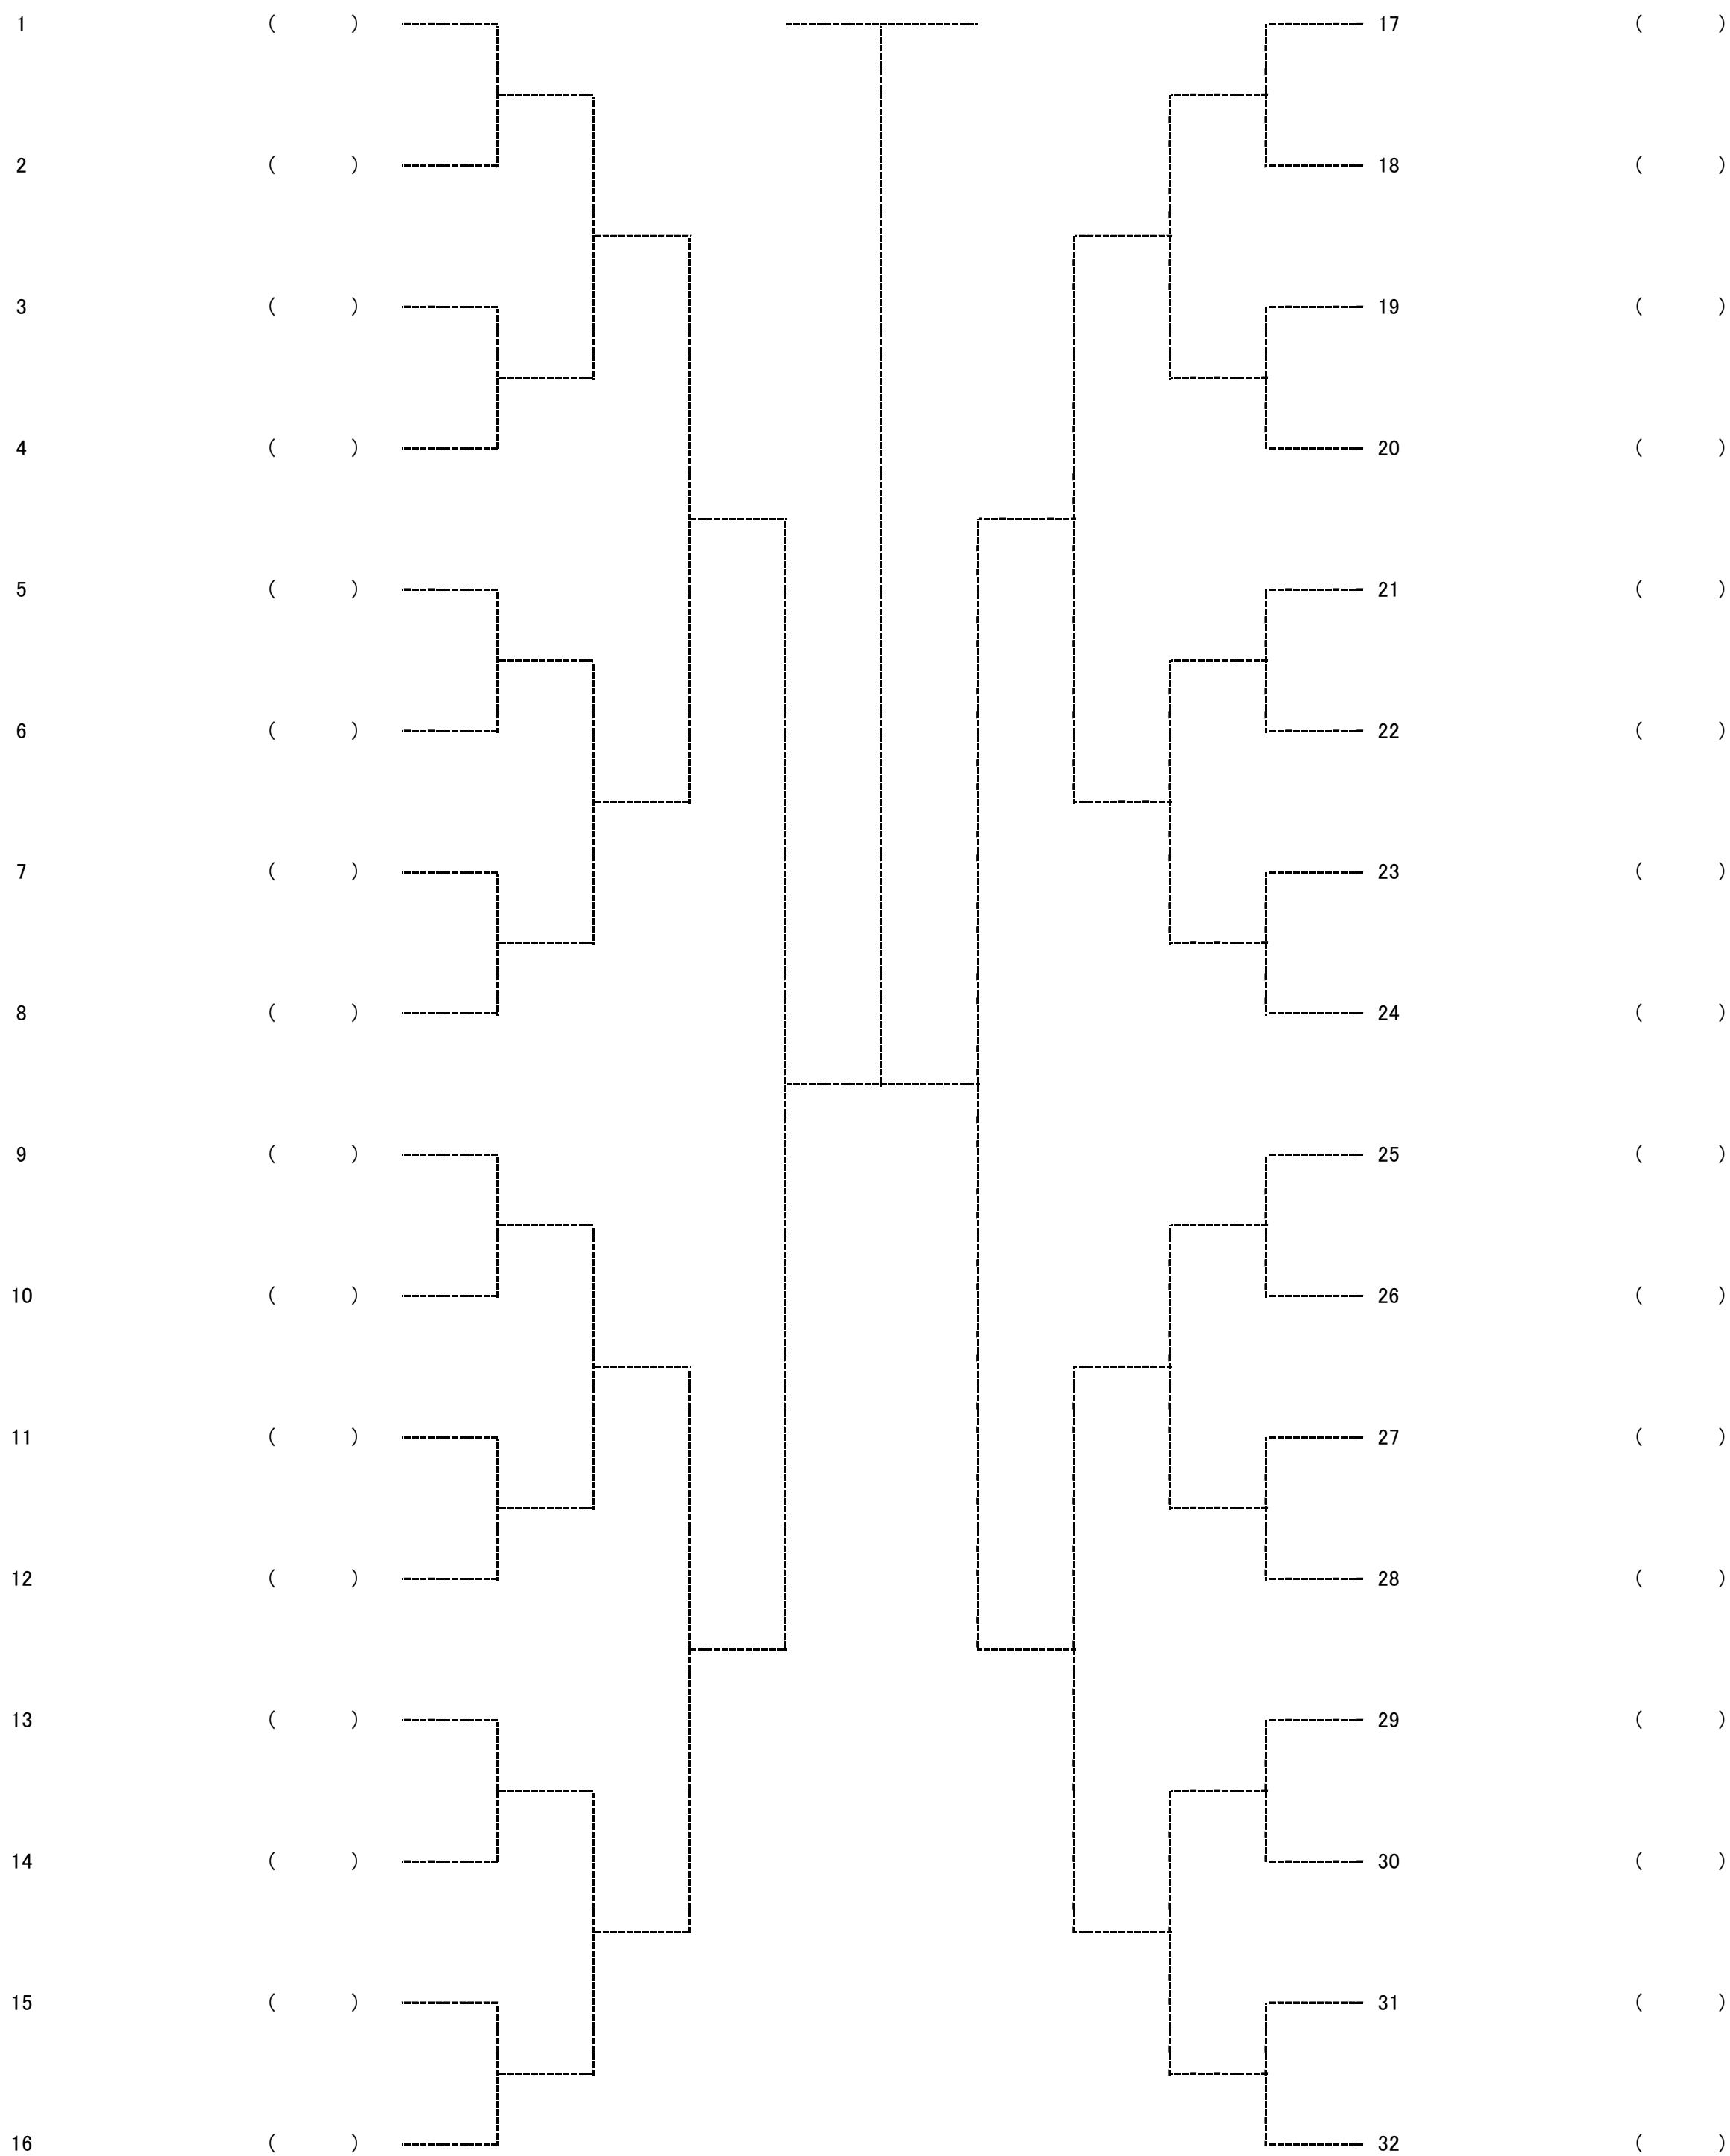 1 ( ) 17 ( )
2 ( ) 18 ( )
3 ( ) 19 ( )
4 ( ) 20 ( )
5 ( ) 21 ( )
6 ( ) 22 ( )
7 ( ) 23 ( )
8 ( ) 24 ( )
9 ( ) 25 ( )
10 ( ) 26 ( )
11 ( ) 27 ( )
12 ( ) 28 ( )
13 ( ) 29 ( )
14 ( ) 30 ( )
15 ( ) 31 ( )
16 ( ) 32 ( )